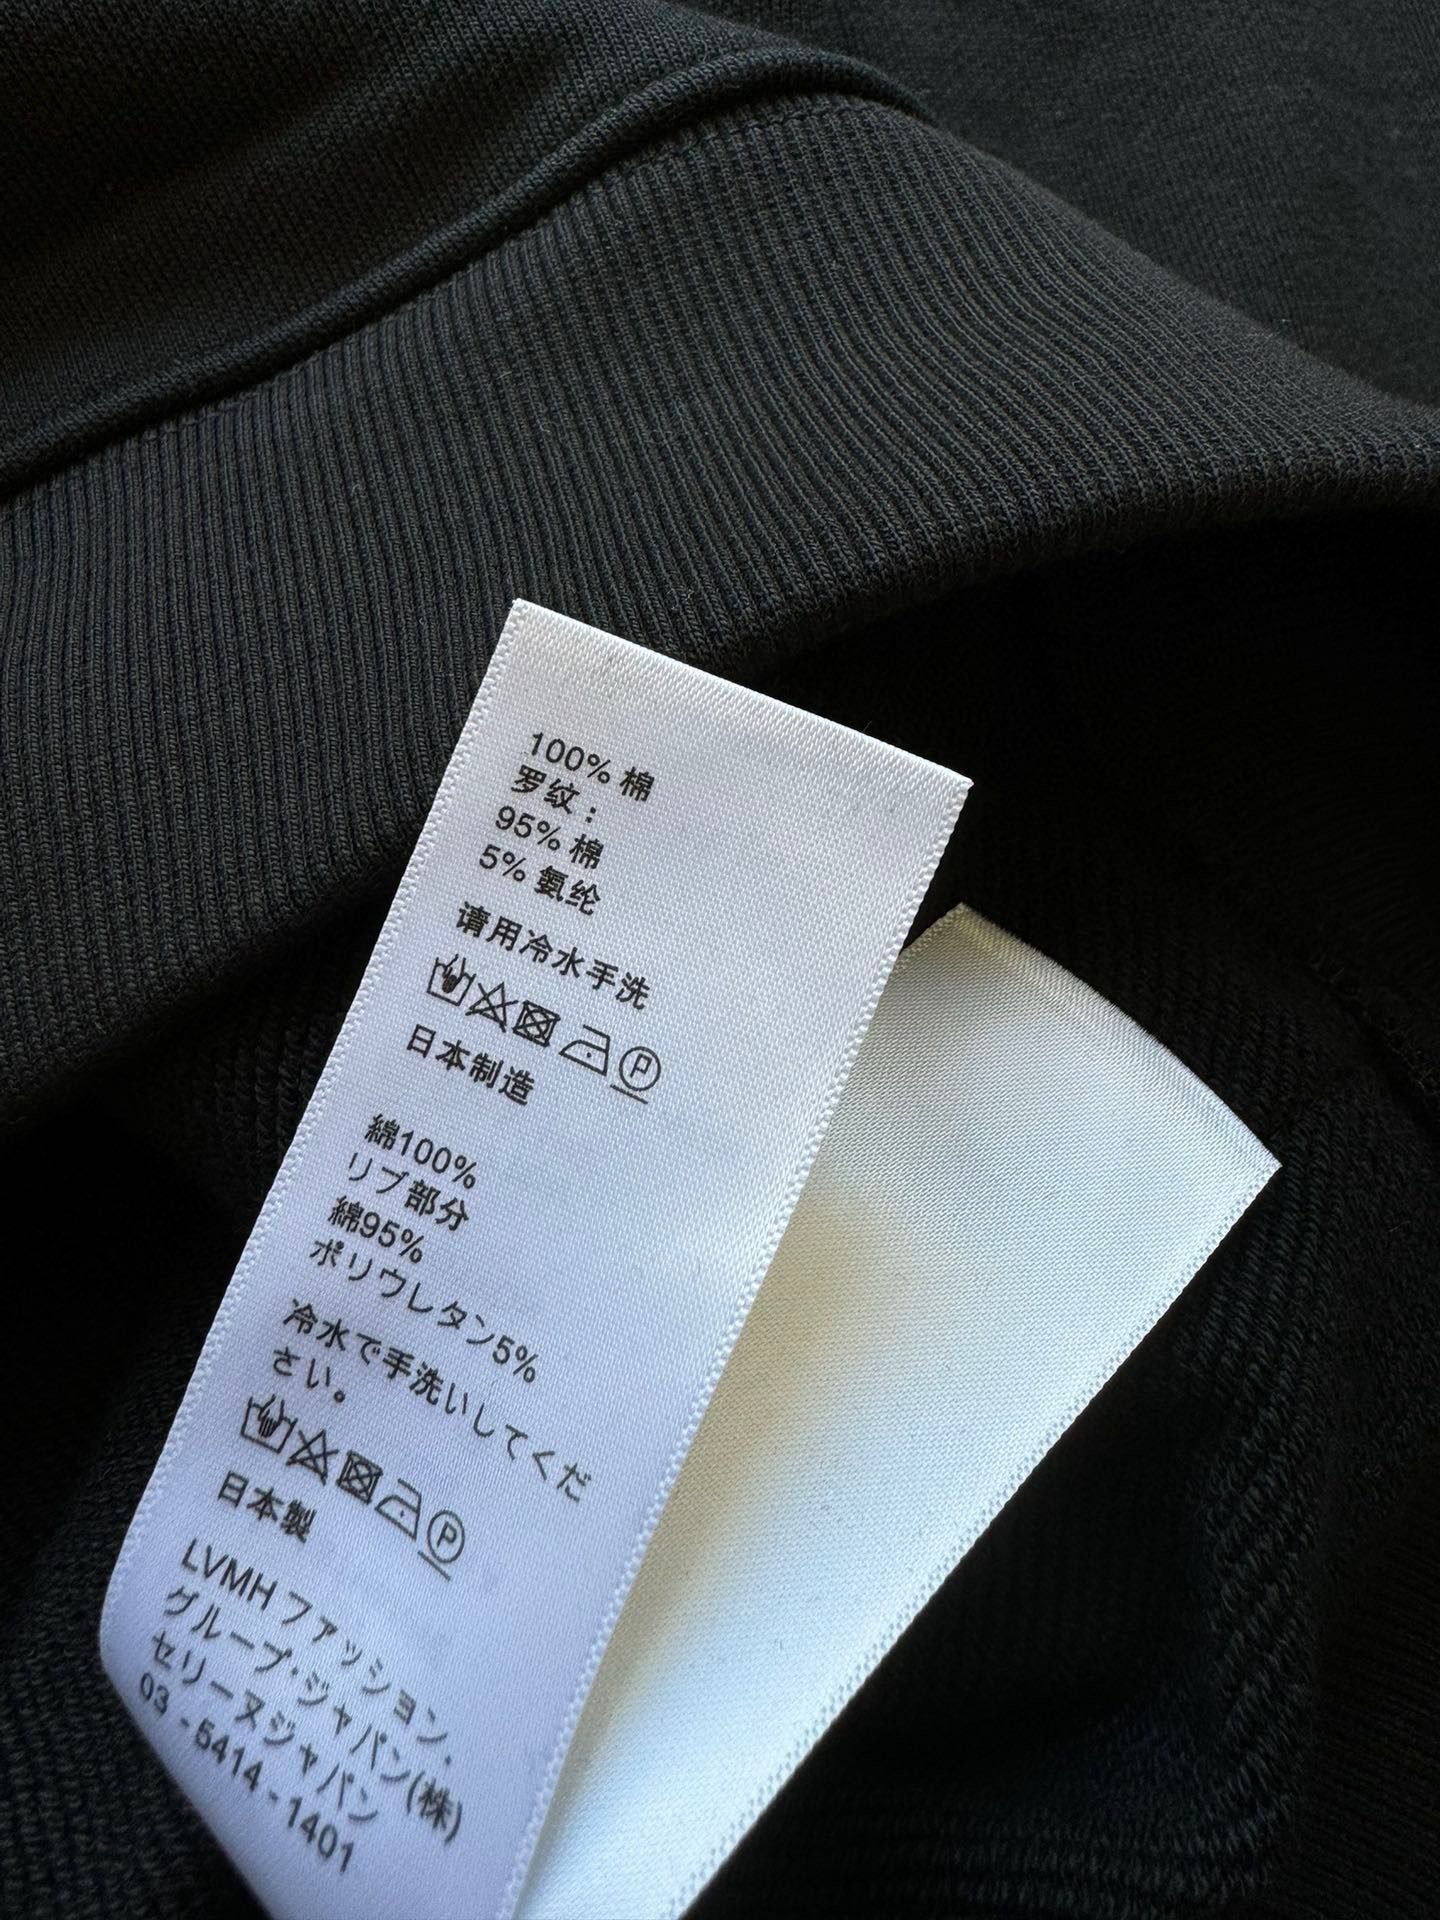 100% 棉
罗纹：
95% 棉
5% 氨纶
请用冷水手洗
P
日本制造
綿100%
リブ部分
綿95%
ポリウレタン5%
冷水で手洗いしてくだ
さい。
P
日本製
LVMH ファッション.
グループ・ジャパン(株)
セリーヌジャパン
03 -5414 -1401